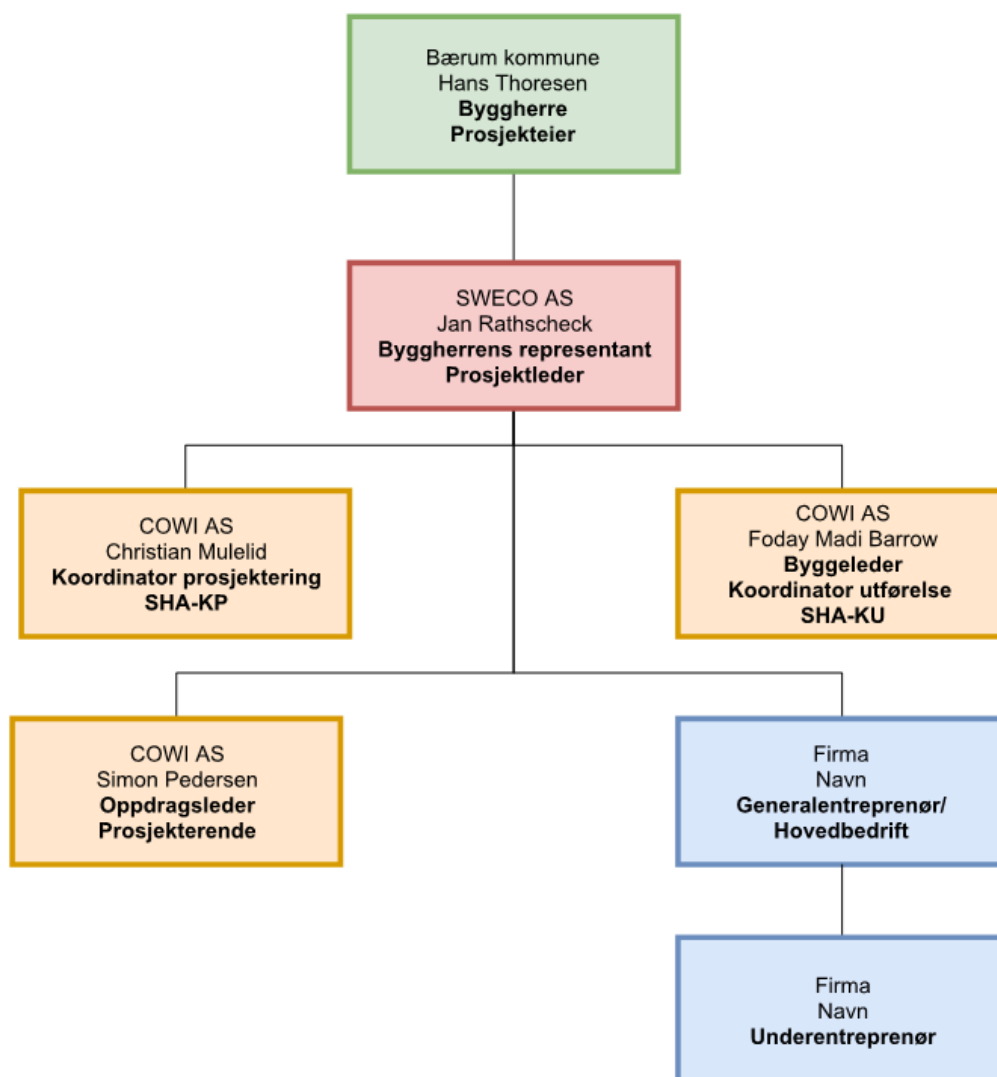 Bærum kommune
Hans Thoresen
Byggherre
Prosjekteier
SWECO AS
Jan Rathscheck
Byggherrens representant
Prosjektleder
COWI AS
Christian Mulelid
Koordinator prosjektering
SHA-KP
COWI AS
Foday Madi Barrow
Byggeleder
Koordinator utførelse
SHA-KU
COWI AS
Simon Pedersen
Oppdragsleder
Prosjekterende
Firma
Navn
Generalentreprenør/
Hovedbedrift
Firma
Navn
Underentreprenør